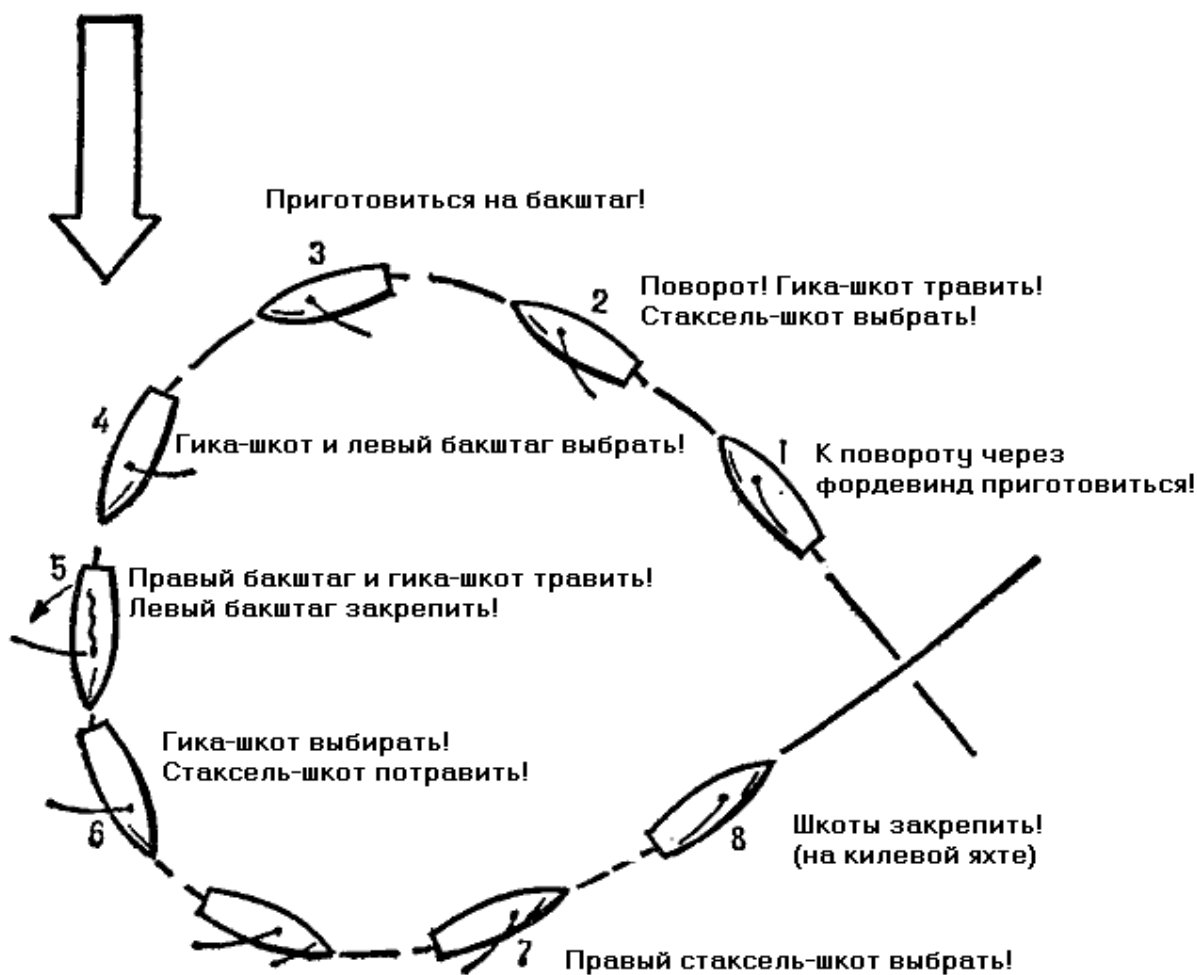 Приготовиться на бакштаг!
3
2
Поворот! Гика-шкот травить!
Стаксель-шкот выбрать!
4
Гика-шкот и левый бакштаг выбрать!
1
К повороту через
фордевинд приготовиться!
5
Правый бакштаг и гика-шкот травить!
Левый бакштаг закрепить!
Гика-шкот выбирать!
Стаксель-шкот потравить!
6
8
Шкоты закрепить!
(на килевой яхте)
7
Правый стаксель-шкот выбрать!